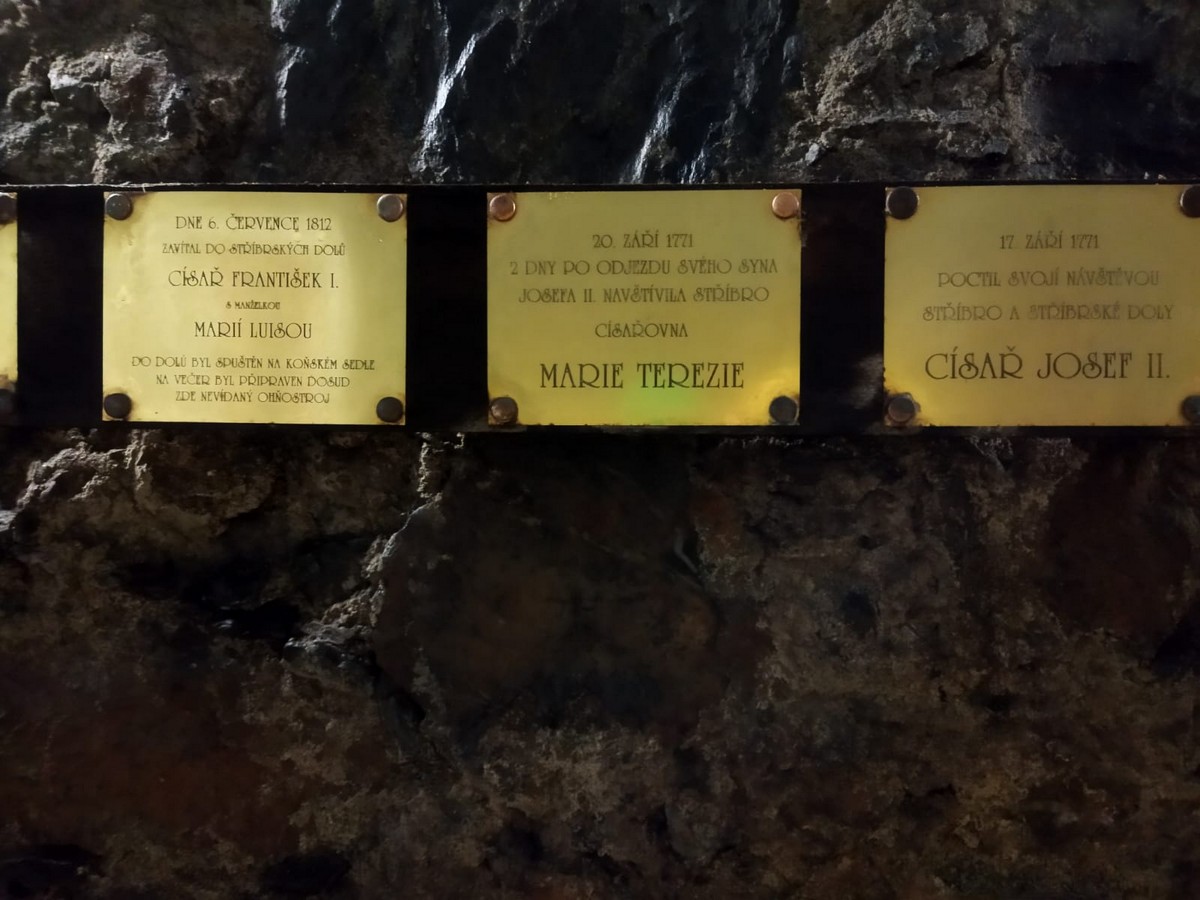 DNE 6. ČERVENCE 1812
ZAVÍTAL DO STŘÍBRSKÝCH DOLŮ
CÍSAŘ FRANTIŠEK I.
S MANŽELKOU
MARIÍ LUISOU
DO DOLŮ BYL SPUŠTĚN NA KOŇSKÉM SEDLE
NA VEČER BYL PŘIPRAVEN DOSUD
ZDE NEVÍDANÝ OHŇOSTROJ
20. ZÁŘÍ 1771
2 DNY PO ODJEZDU SVÉHO SYNA
JOSEFA II. NAVŠTÍVILA STŘÍBRO
CÍSAŘOVNA
MARIE TEREZIE
17. ZÁŘÍ 1771
POCTIL SVOJÍ NÁVŠTĚVOU
STŘÍBRO A STŘÍBRSKÉ DOLY
CÍSAŘ JOSEF II.